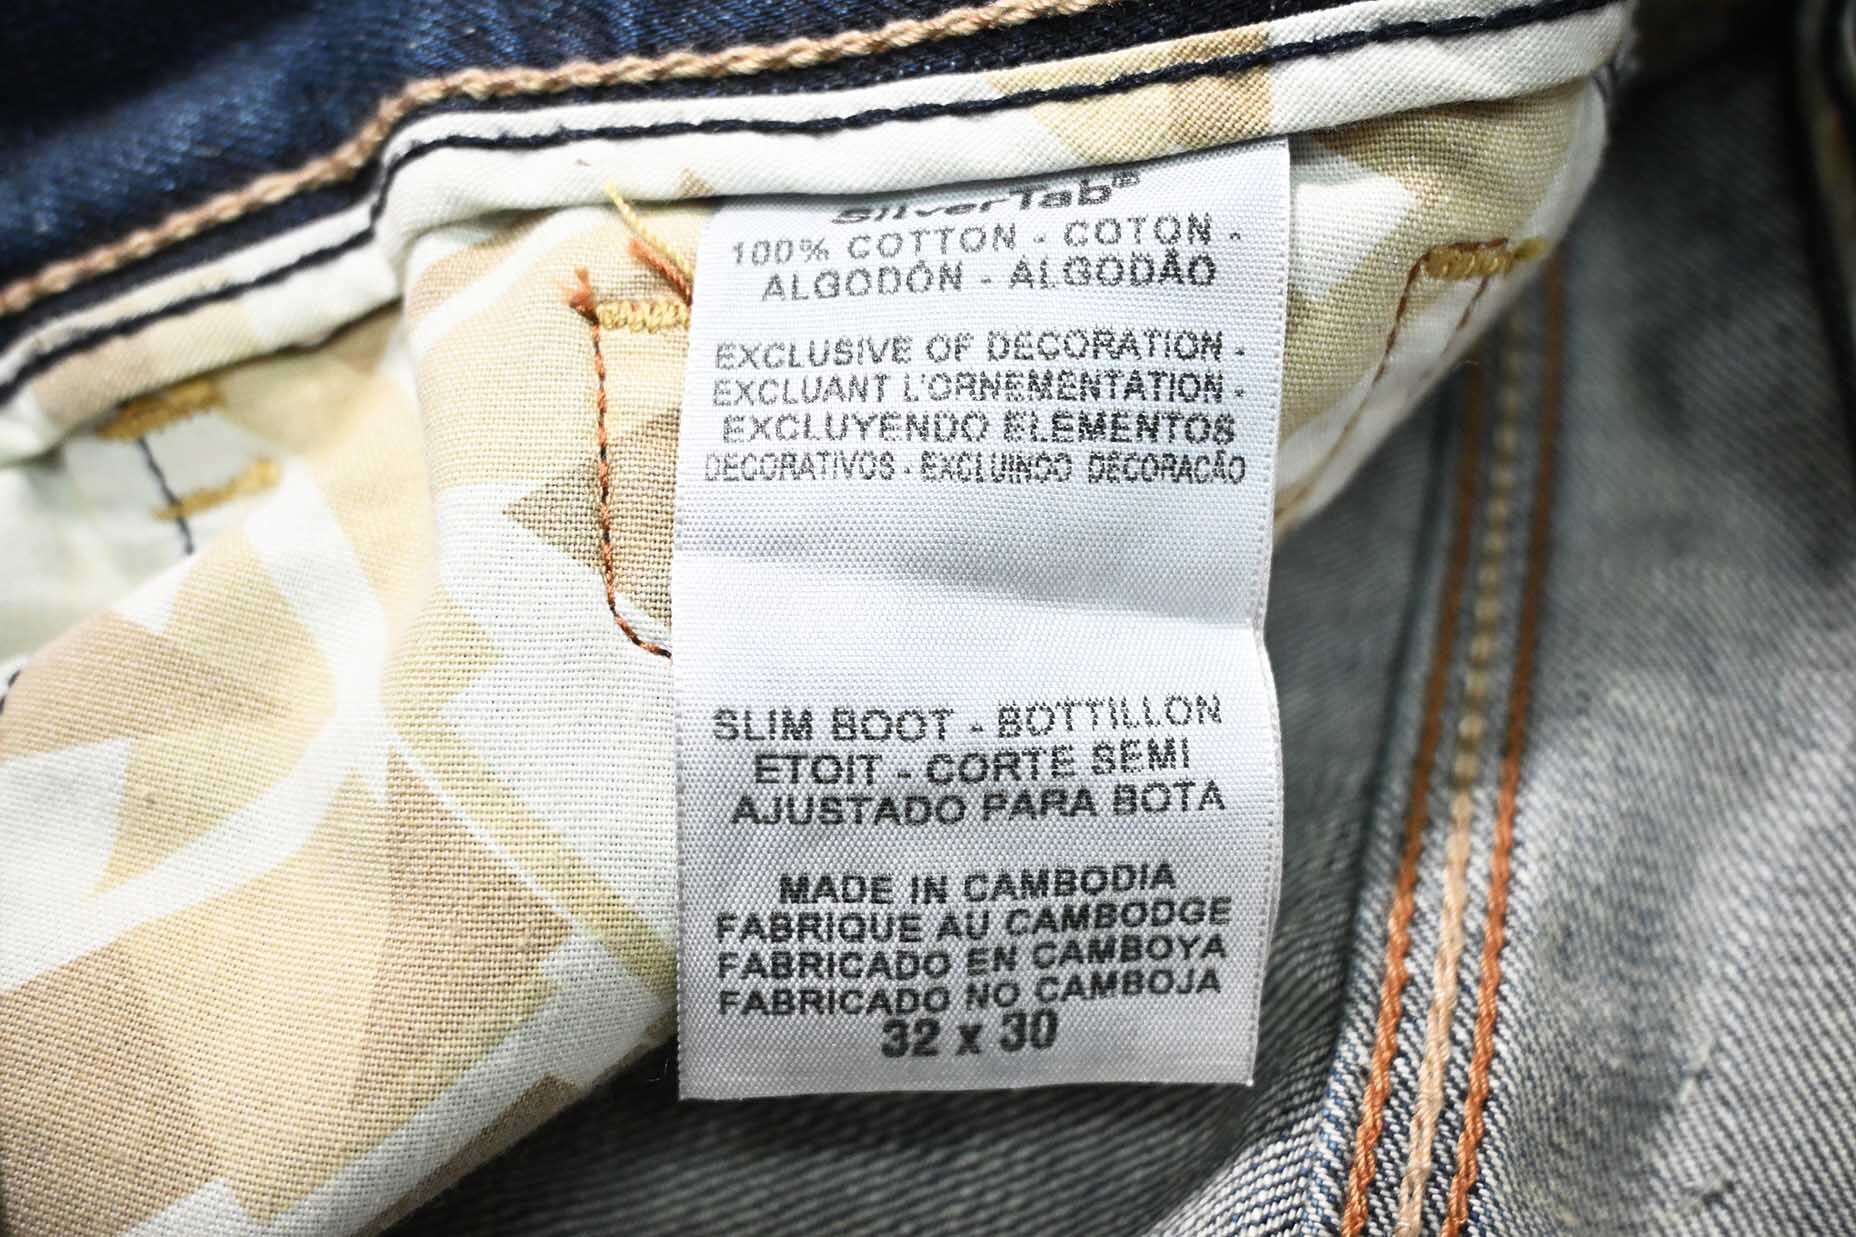 SilverTab™
100% COTTON - COTON -
ALGODÓN - ALGODÃO
EXCLUSIVE OF DECORATION -
EXCLUANT L'ORNEMENTATION -
EXCLUYENDO ELEMENTOS
DECORATIVOS - EXCLUINDO DECORAÇÃO
SLIM BOOT - BOTTILLON
ETOIT - CORTE SEMI
AJUSTADO PARA BOTA
MADE IN CAMBODIA
FABRIQUE AU CAMBODGE
FABRICADO EN CAMBOYA
FABRICADO NO CAMBOJA
32 x 30